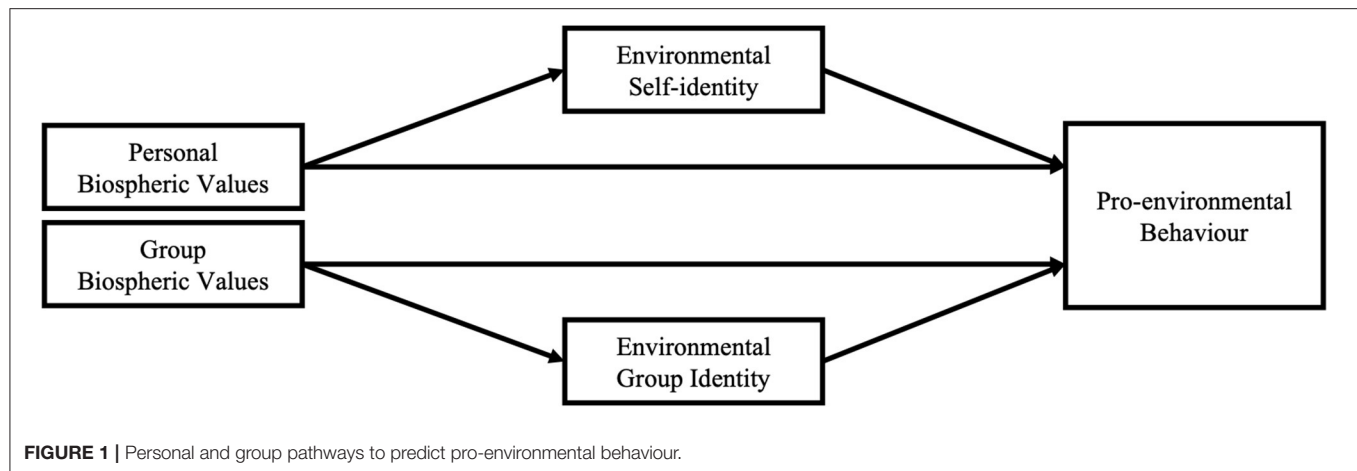 Environmental
Self-identity
Personal
Biospheric Values
Group
Biospheric Values
Pro-environmental
Behaviour
Environmental
Group Identity
FIGURE 1 | Personal and group pathways to predict pro-environmental behaviour.